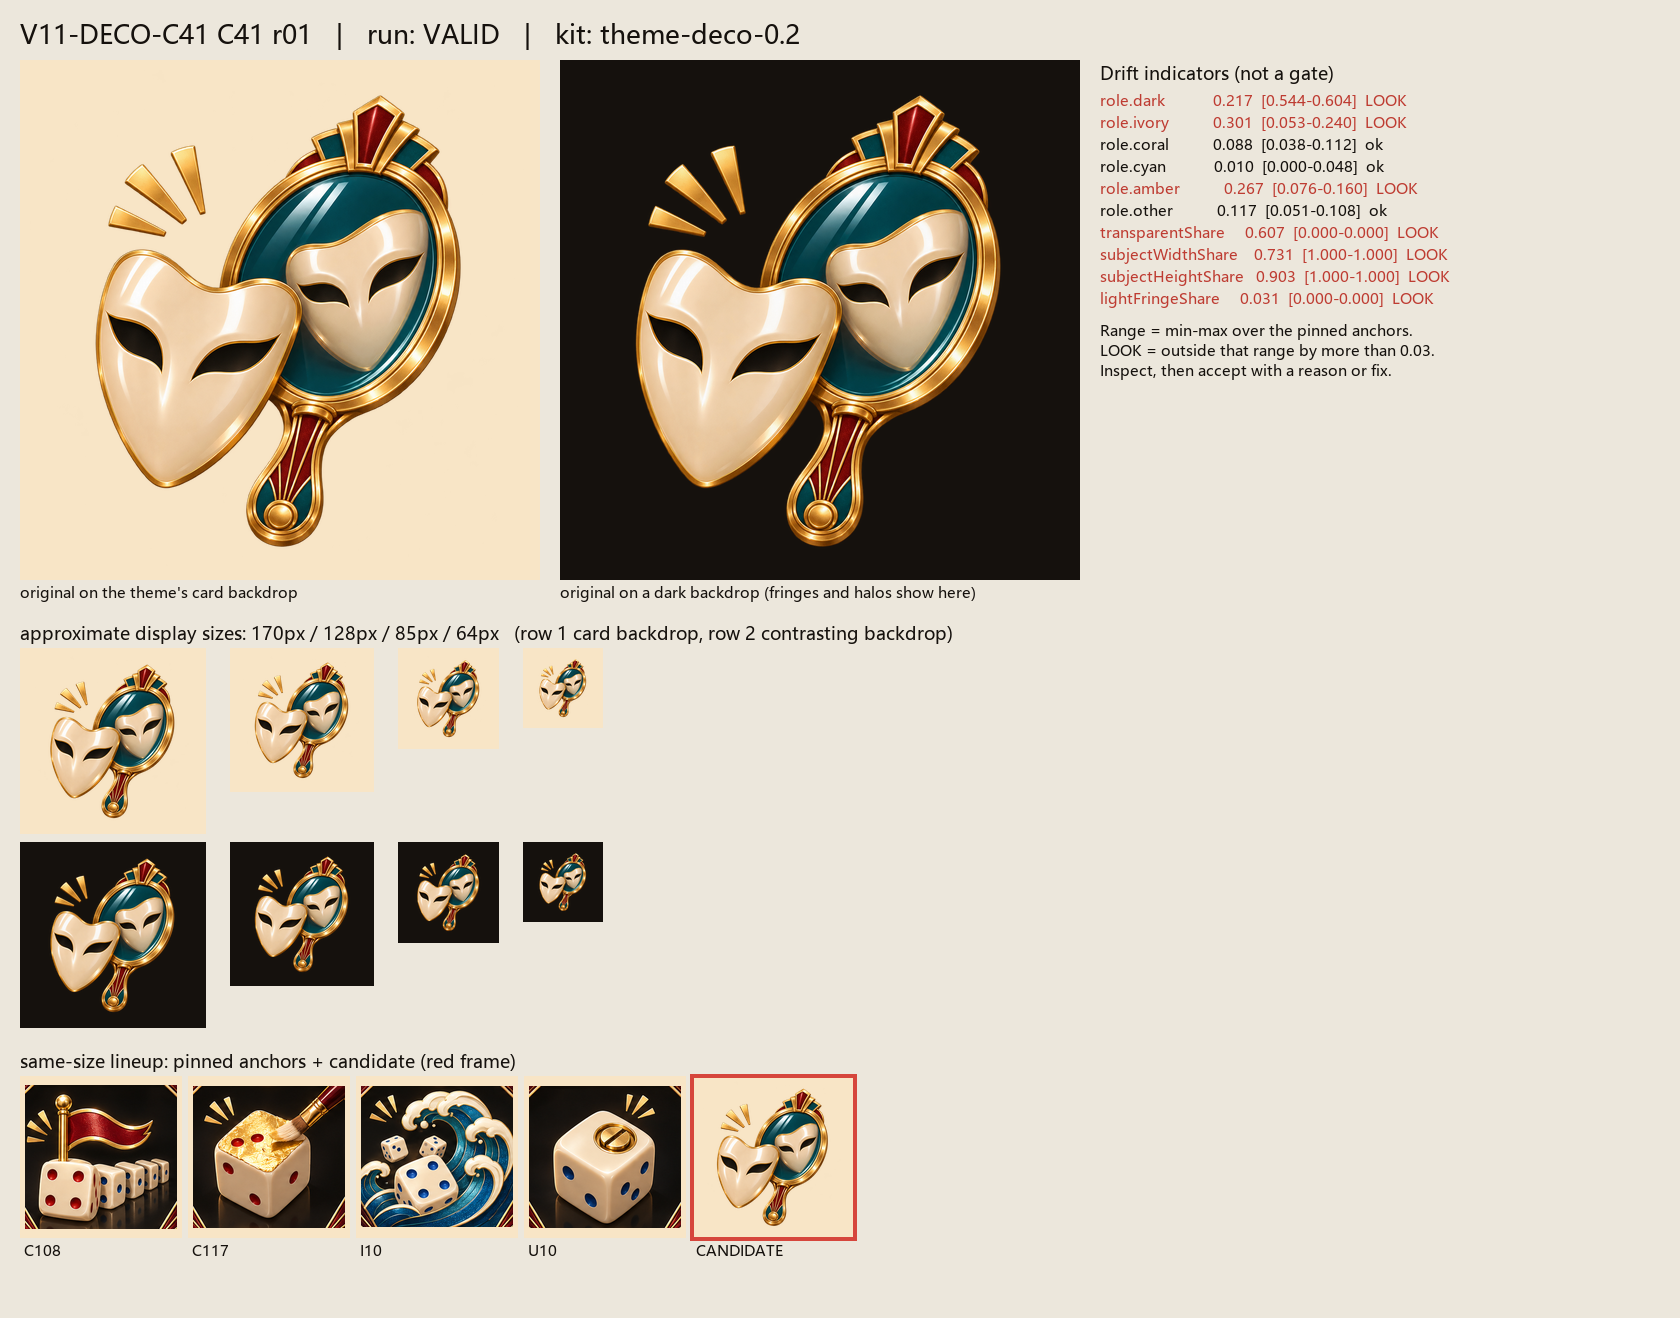 V11-DECO-C41 C41 r01 | run: VALID | kit: theme-deco-0.2
Drift indicators (not a gate)
role.dark 0.217 [0.544-0.604] LOOK
role.ivory 0.301 [0.053-0.240] LOOK
role.coral 0.088 [0.038-0.112] ok
role.cyan 0.010 [0.000-0.048] ok
role.amber 0.267 [0.076-0.160] LOOK
role.other 0.117 [0.051-0.108] ok
transparentShare 0.607 [0.000-0.000] LOOK
subjectWidthShare 0.731 [1.000-1.000] LOOK
subjectHeightShare 0.903 [1.000-1.000] LOOK
lightFringeShare 0.031 [0.000-0.000] LOOK
Range = min-max over the pinned anchors.
LOOK = outside that range by more than 0.03.
Inspect, then accept with a reason or fix.
original on the theme's card backdrop
original on a dark backdrop (fringes and halos show here)
approximate display sizes: 170px / 128px / 85px / 64px (row 1 card backdrop, row 2 contrasting backdrop)
same-size lineup: pinned anchors + candidate (red frame)
C108
C117
I10
U10
CANDIDATE